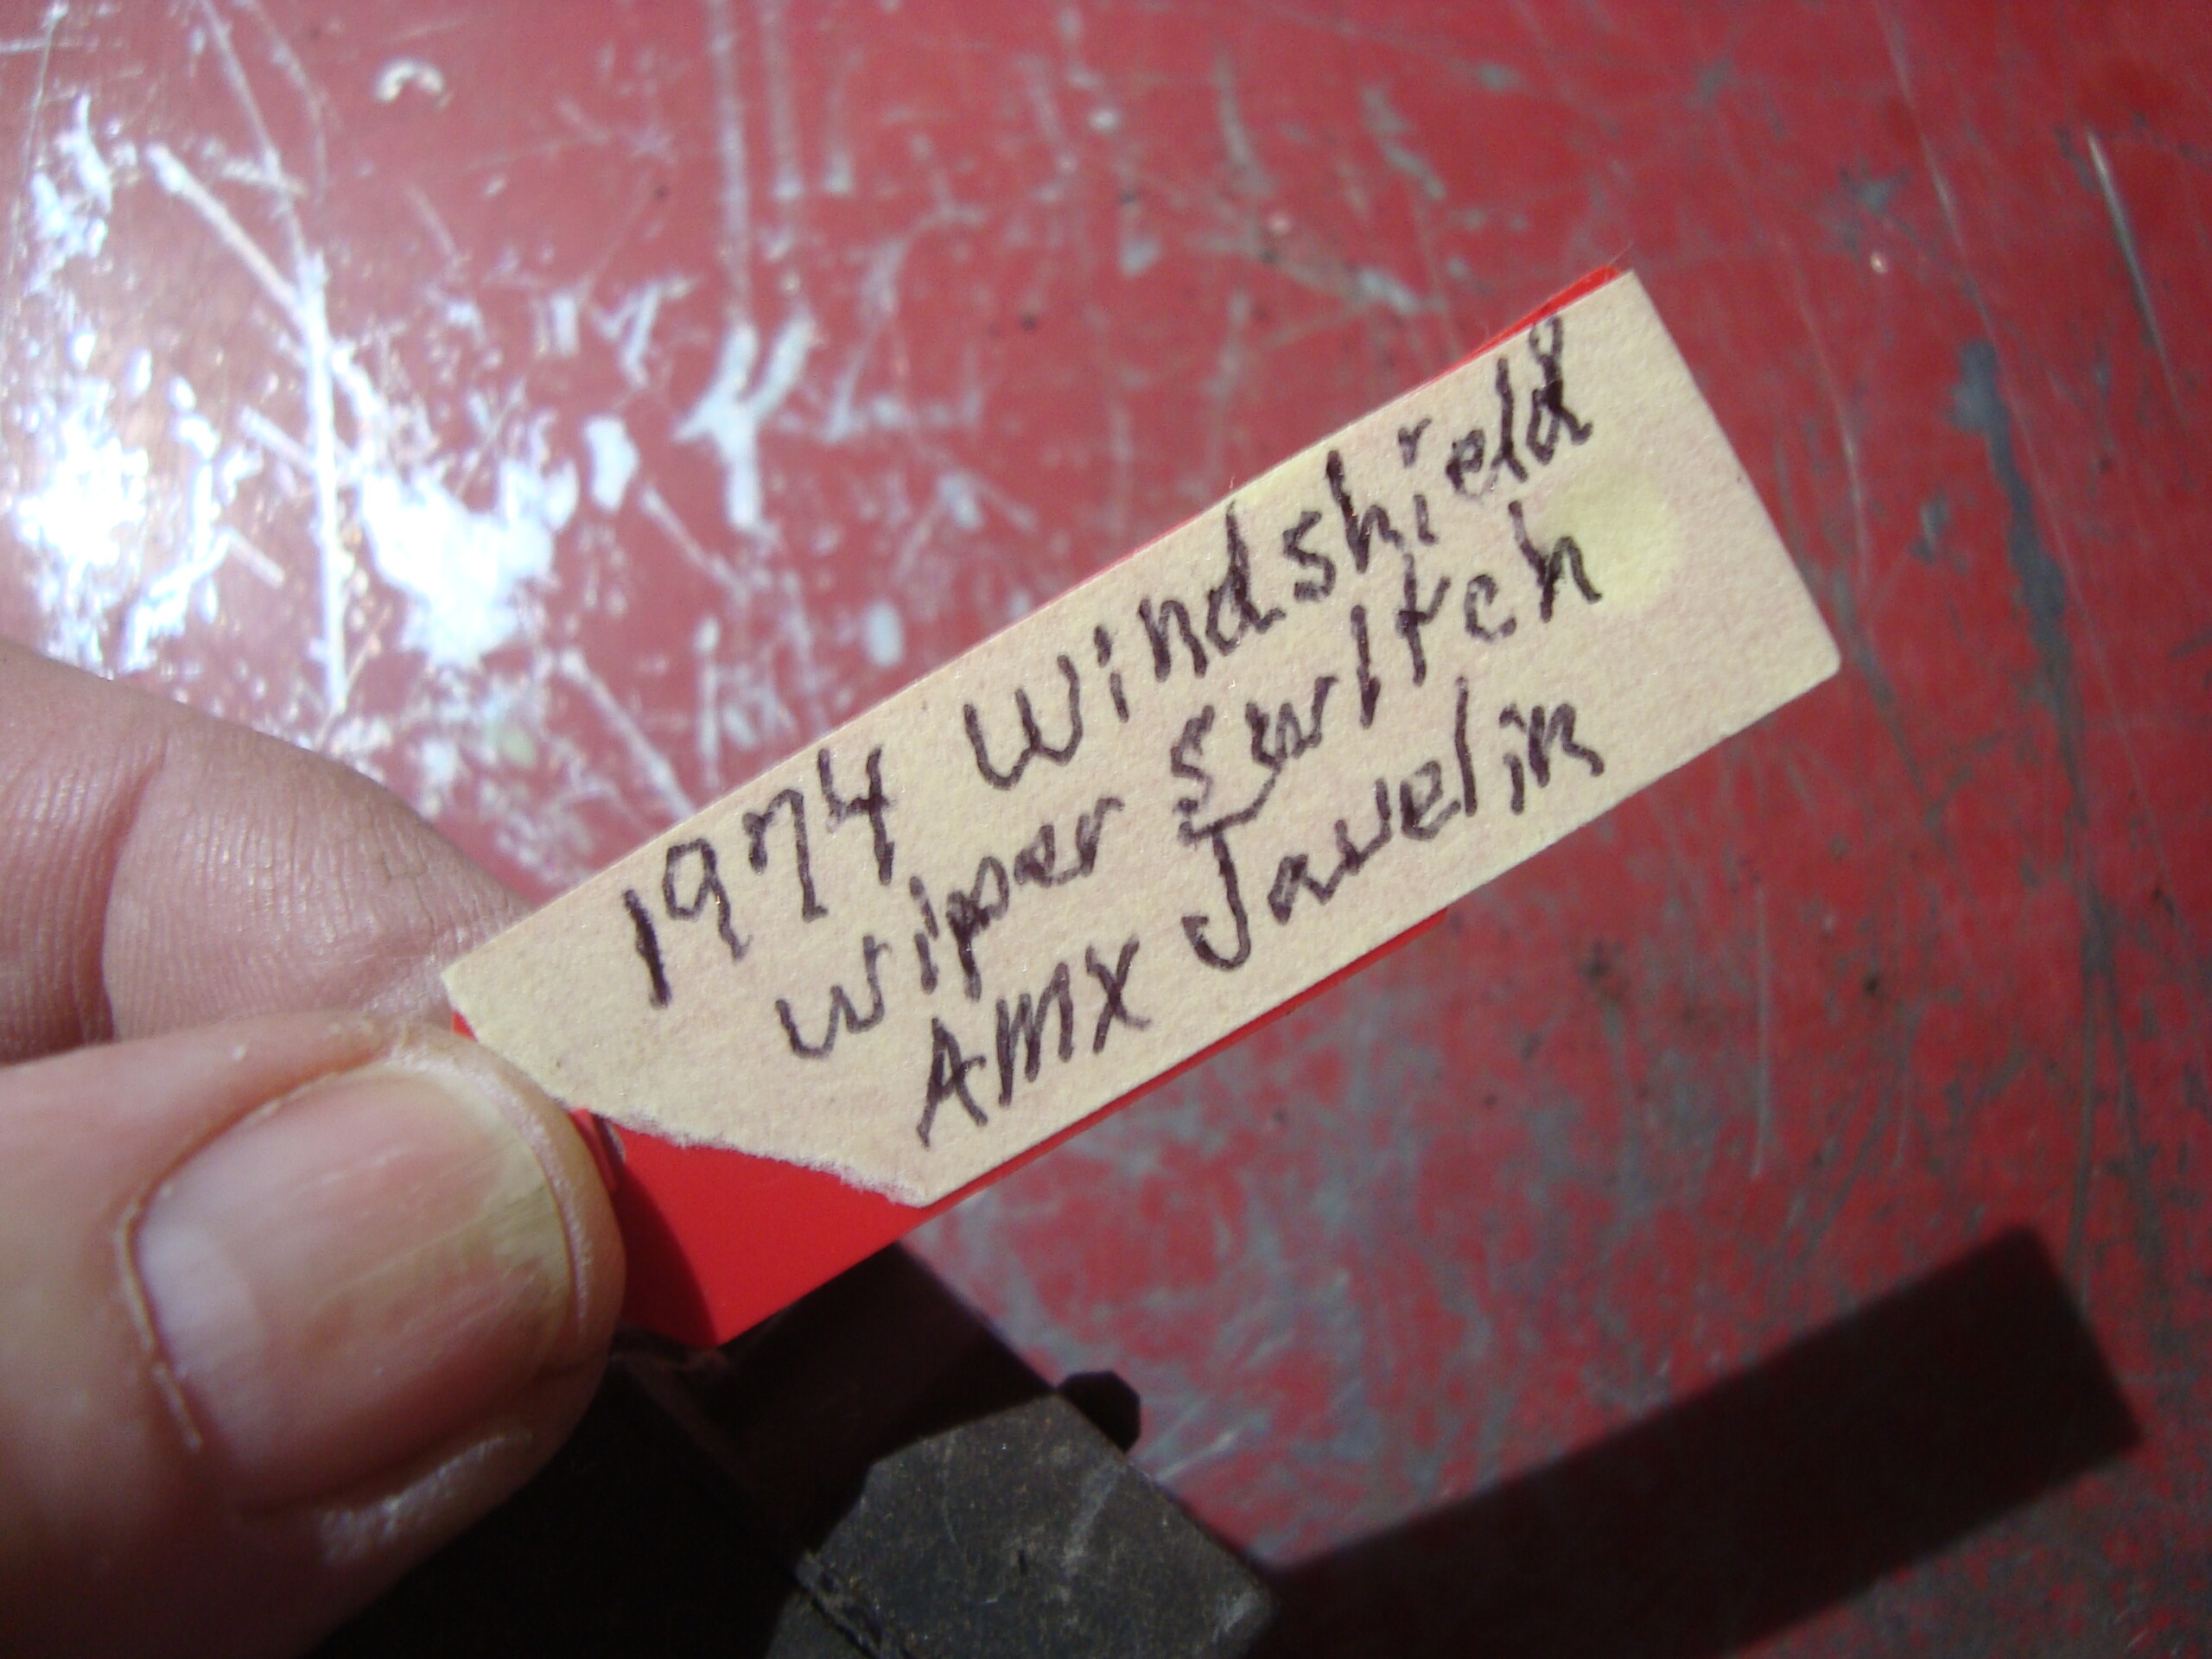 1974 Windshield
wiper switch
AMX Javelin